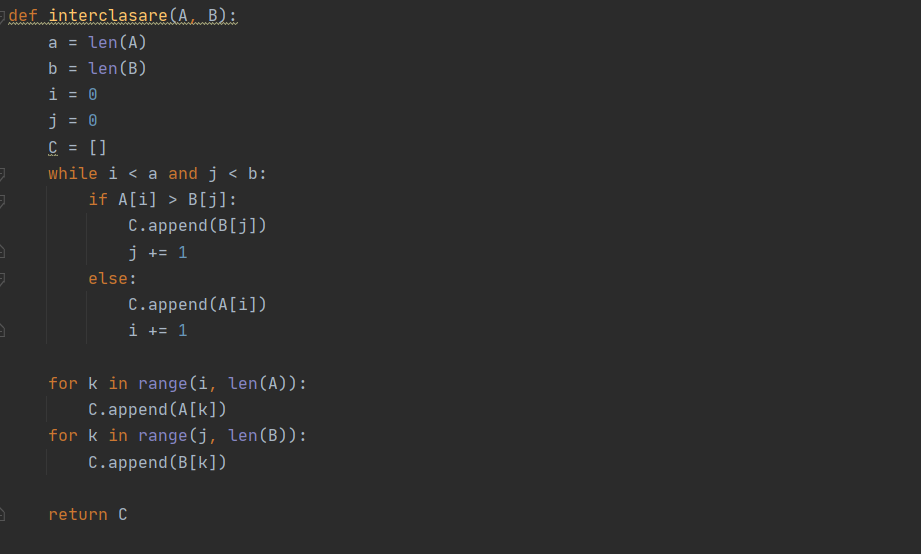 def interclasare(A, B):
    a = len(A)
    b = len(B)
    i = 0
    j = 0
    C = []
    while i < a and j < b:
        if A[i] > B[j]:
            C.append(B[j])
            j += 1
        else:
            C.append(A[i])
            i += 1
    for k in range(i, len(A)):
        C.append(A[k])
    for k in range(j, len(B)):
        C.append(B[k])
    return C